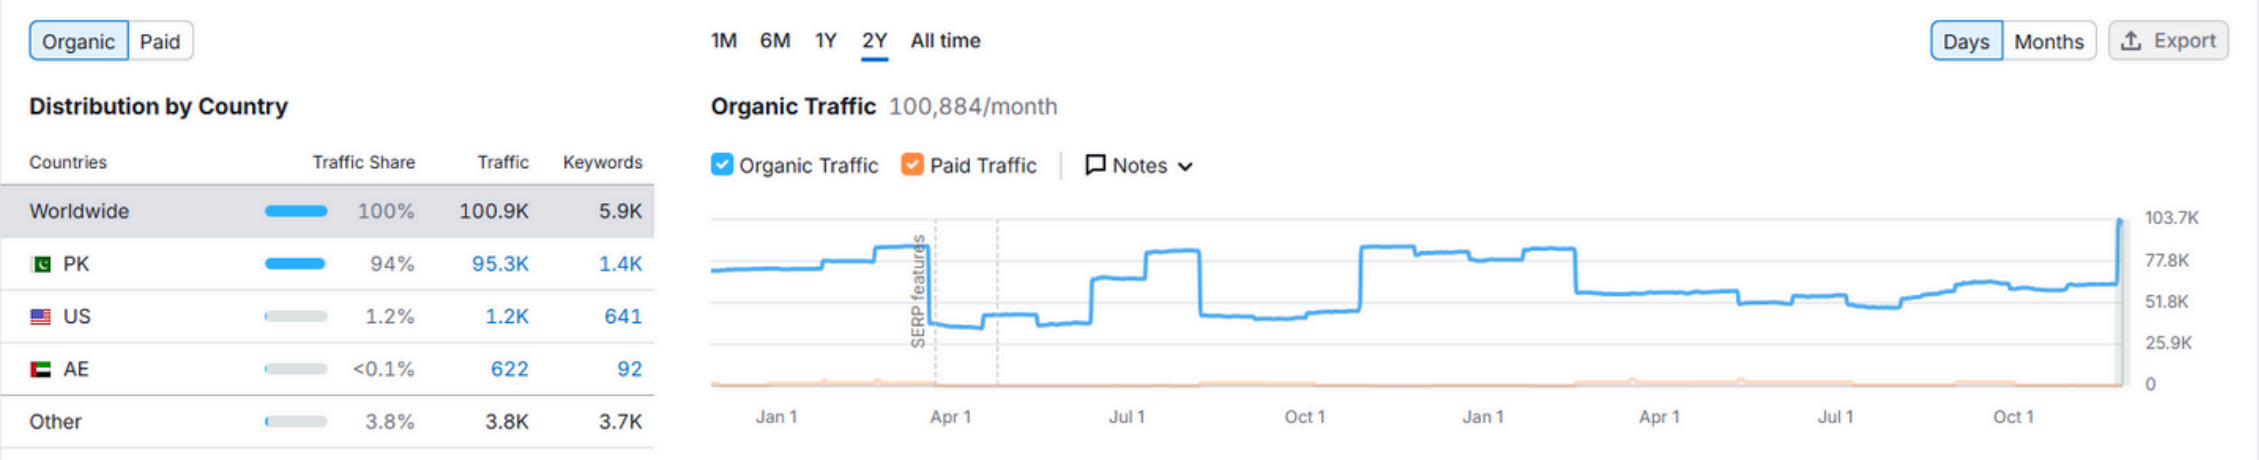 Organic Paid
Distribution by Country
Countries Traffic Share Traffic Keywords
Worldwide 100% 100.9K 5.9K
PK 94% 95.3K 1.4K
US 1.2% 1.2K 641
AE <0.1% 622 92
Other 3.8% 3.8K 3.7K
1M 6M 1Y 2Y All time
Days Months Export
Organic Traffic 100,884/month
Organic Traffic Paid Traffic Notes
SERP features
103.7K
77.8K
51.8K
25.9K
0
Jan 1 Apr 1 Jul 1 Oct 1 Jan 1 Apr 1 Jul 1 Oct 1